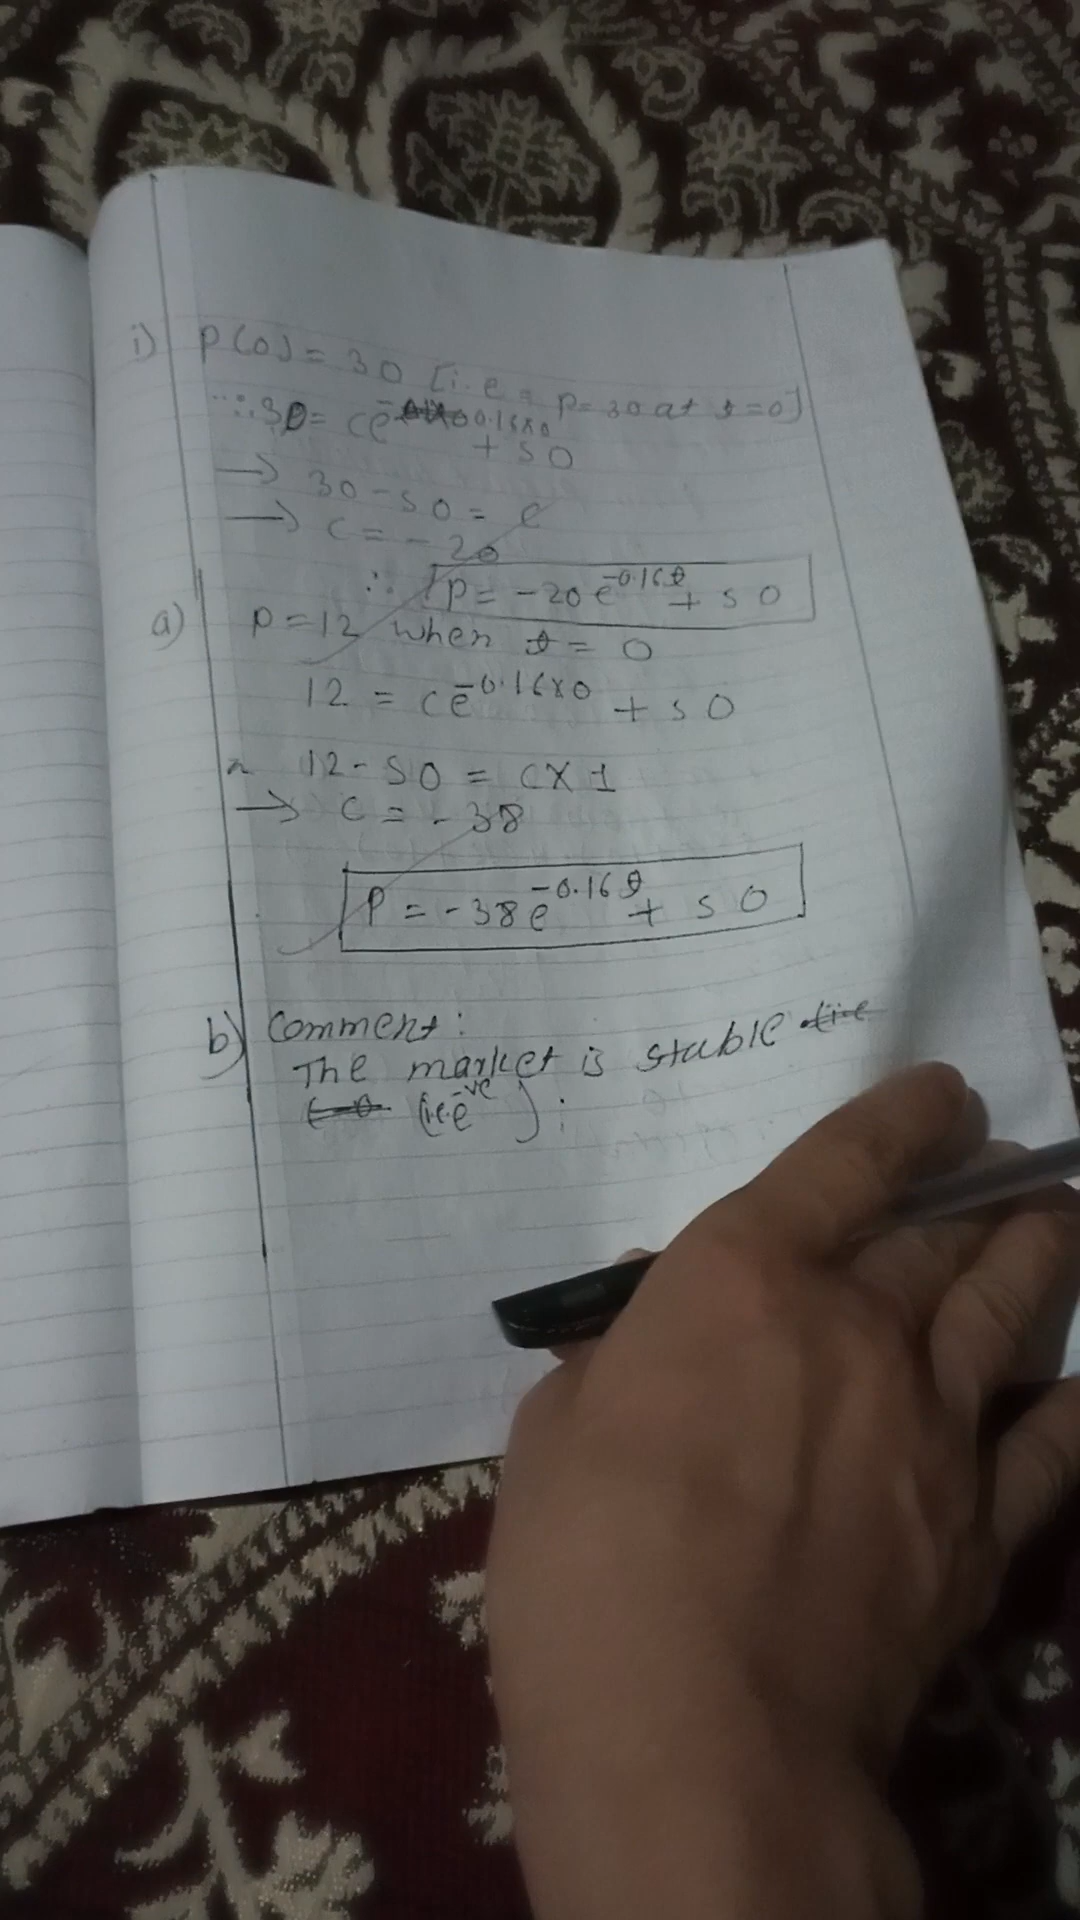 i) P(0) = 30 [i.e = P = 30 at t = 0]
∴ 30 = ce^-0.16×0 + 50
→ 30 - 50 = c
→ c = -20
∴ P = -20e^-0.16t + 50
a) P = 12 when t = 0
12 = ce^-0.16×0 + 50
12 - 50 = c × 1
→ c = -38
P = -38e^-0.16t + 50
b) Comment:
The market is stable
(i.e. e^-ve) :